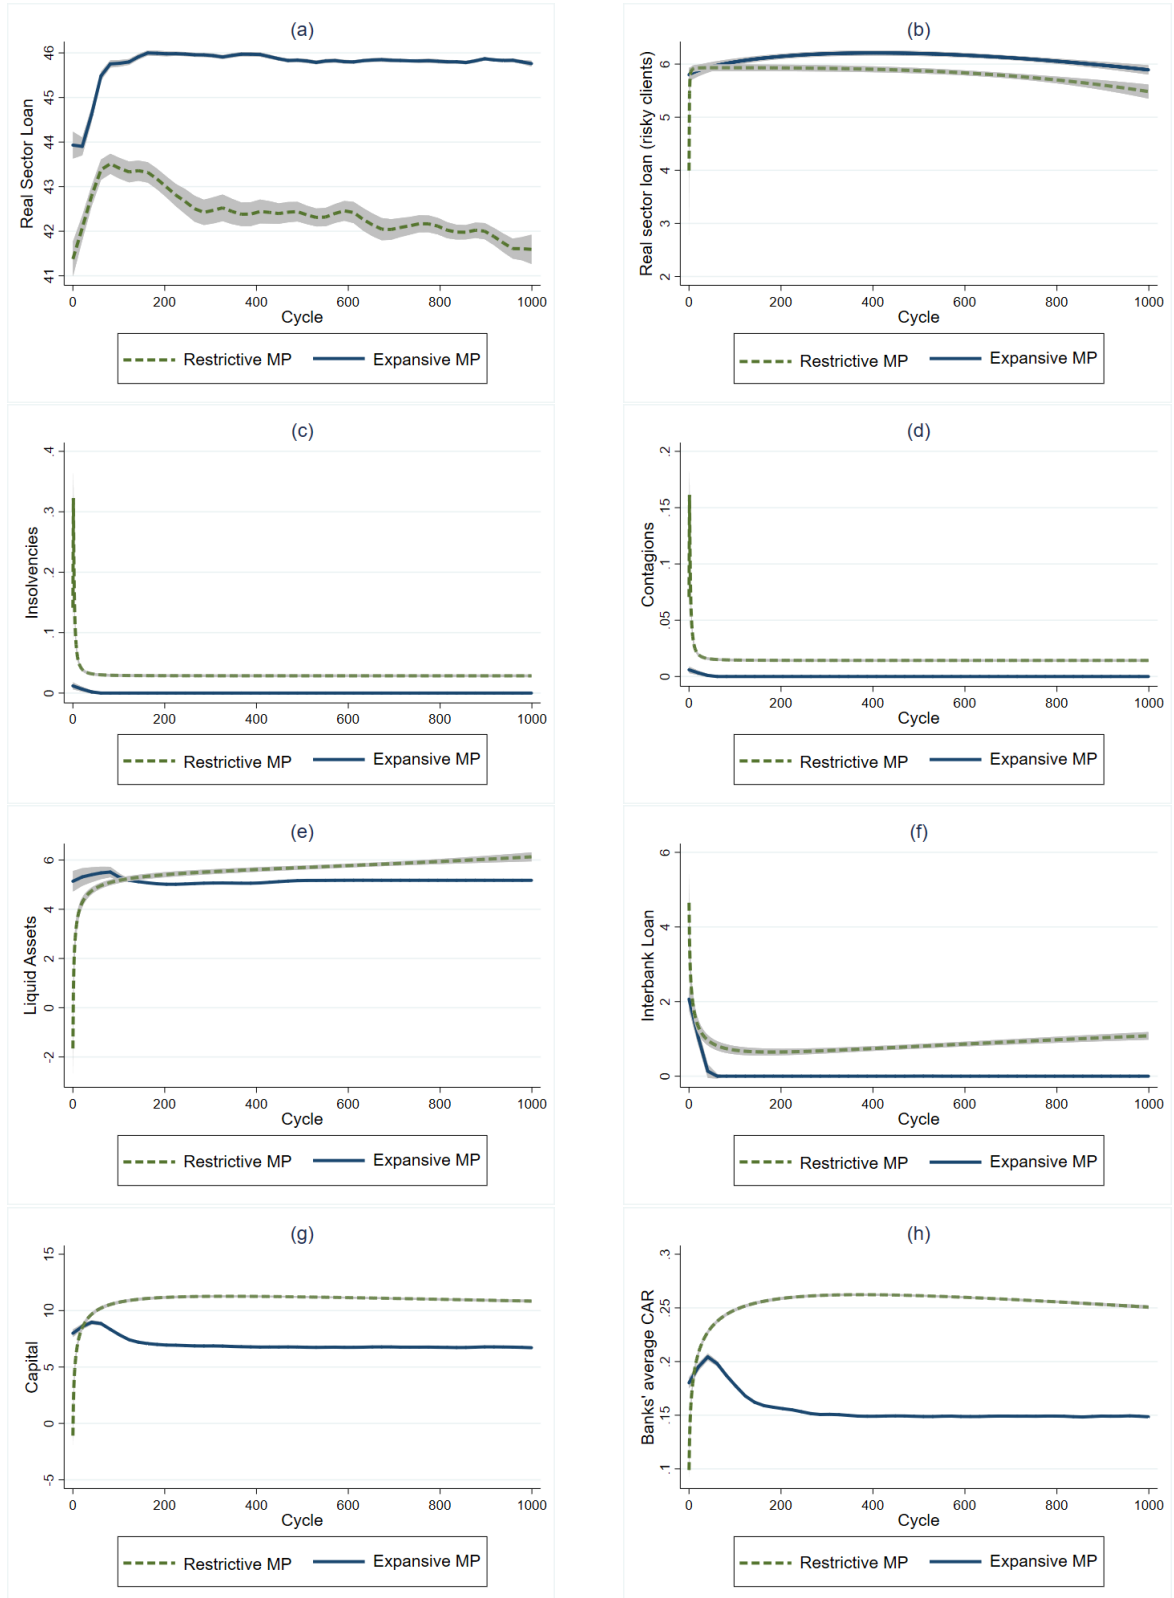 (a)
Real Sector Loan
46
45
44
43
42
41
0 200 400 600 800 1000
Cycle
Restrictive MP Expansive MP
(b)
Real sector loan (risky clients)
6
5
4
3
2
0 200 400 600 800 1000
Cycle
Restrictive MP Expansive MP
(c)
Insolvencies
.4
.3
.2
.1
0
0 200 400 600 800 1000
Cycle
Restrictive MP Expansive MP
(d)
Contagions
.2
.15
.1
.05
0
0 200 400 600 800 1000
Cycle
Restrictive MP Expansive MP
(e)
Liquid Assets
6
4
2
0
-2
0 200 400 600 800 1000
Cycle
Restrictive MP Expansive MP
(f)
Interbank Loan
6
4
2
0
0 200 400 600 800 1000
Cycle
Restrictive MP Expansive MP
(g)
Capital
15
10
5
0
-5
0 200 400 600 800 1000
Cycle
Restrictive MP Expansive MP
(h)
Banks' average CAR
.3
.25
.2
.15
.1
0 200 400 600 800 1000
Cycle
Restrictive MP Expansive MP